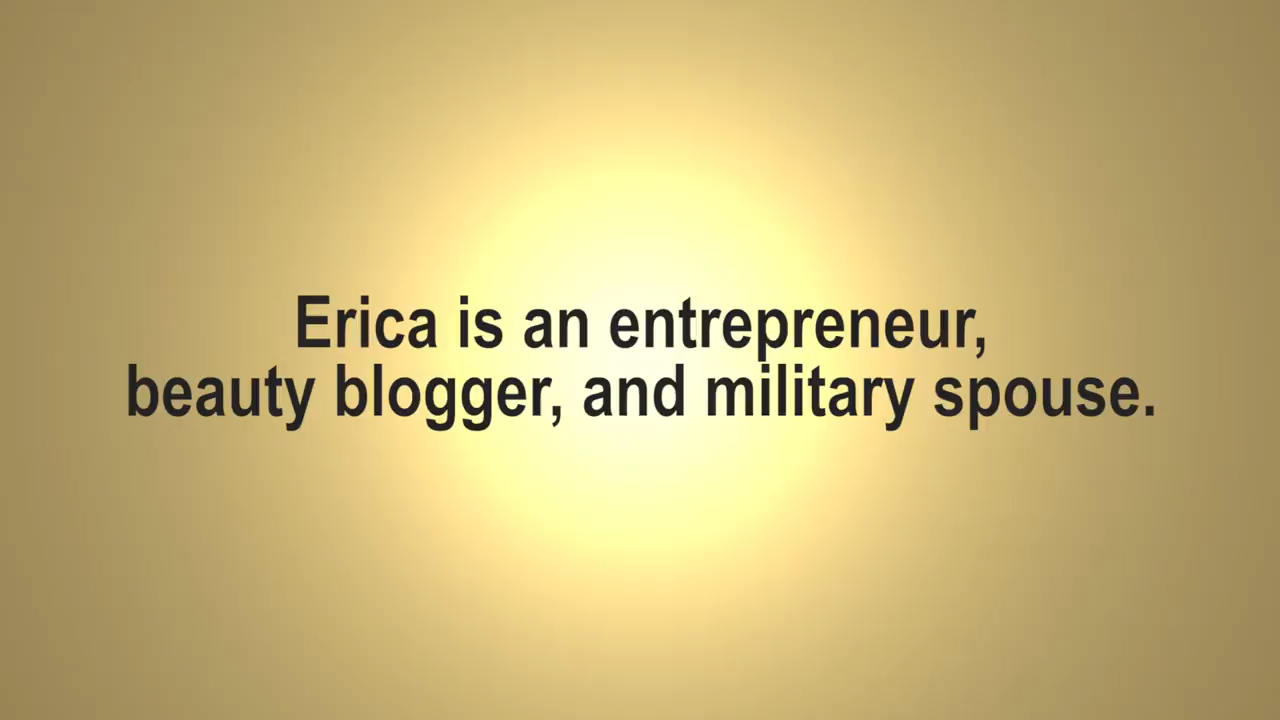 Erica is an entrepreneur,
beauty blogger, and military spouse.